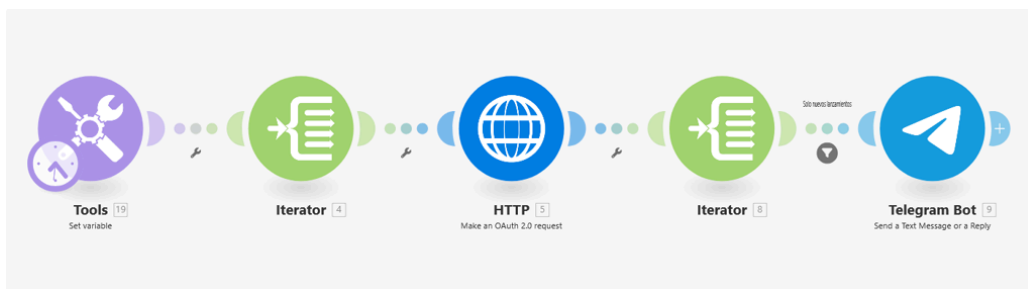 Solo nuevos lanzamientos
Tools 19
Set variable
Iterator 4
HTTP 5
Make an OAuth 2.0 request
Iterator 8
Telegram Bot 9
Send a Text Message or a Reply